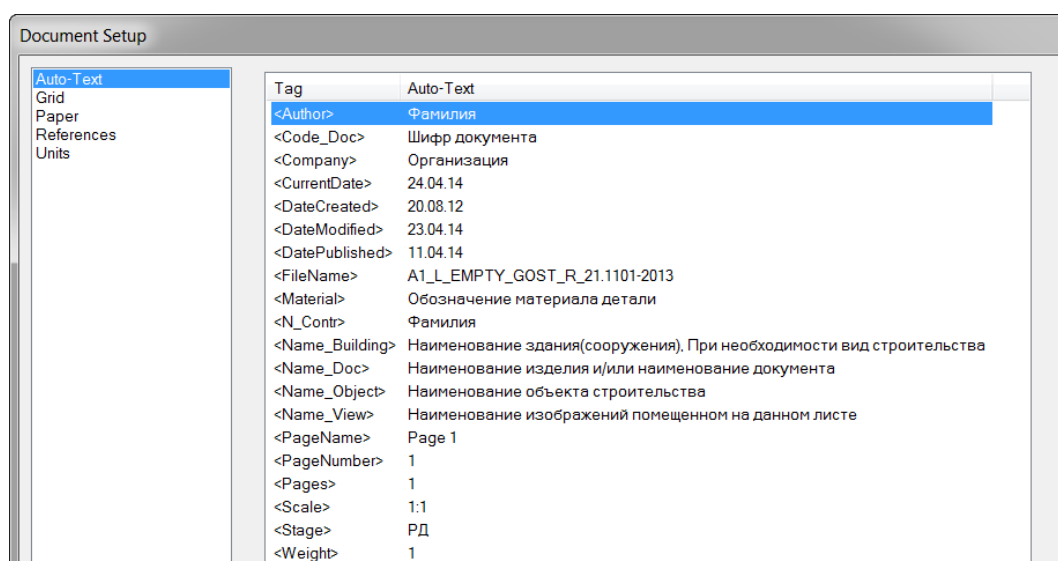 Document Setup
Auto-Text
Grid
Paper
References
Units
Tag Auto-Text
<Author> Фамилия
<Code_Doc> Шифр документа
<Company> Организация
<CurrentDate> 24.04.14
<DateCreated> 20.08.12
<DateModified> 23.04.14
<DatePublished> 11.04.14
<FileName> A1_L_EMPTY_GOST_R_21.1101-2013
<Material> Обозначение материала детали
<N_Contr> Фамилия
<Name_Building> Наименование здания(сооружения), При необходимости вид строительства
<Name_Doc> Наименование изделия и/или наименование документа
<Name_Object> Наименование объекта строительства
<Name_View> Наименование изображений помещенном на данном листе
<PageName> Page 1
<PageNumber> 1
<Pages> 1
<Scale> 1:1
<Stage> РД
<Weight> 1